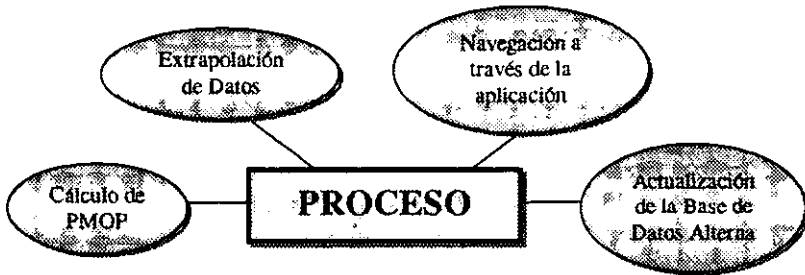 Extrapolación
de Datos
Navegación a
través de la
aplicación
Cálculo de
PMOP
PROCESO
Actualización
de la Base de
Datos Alterna